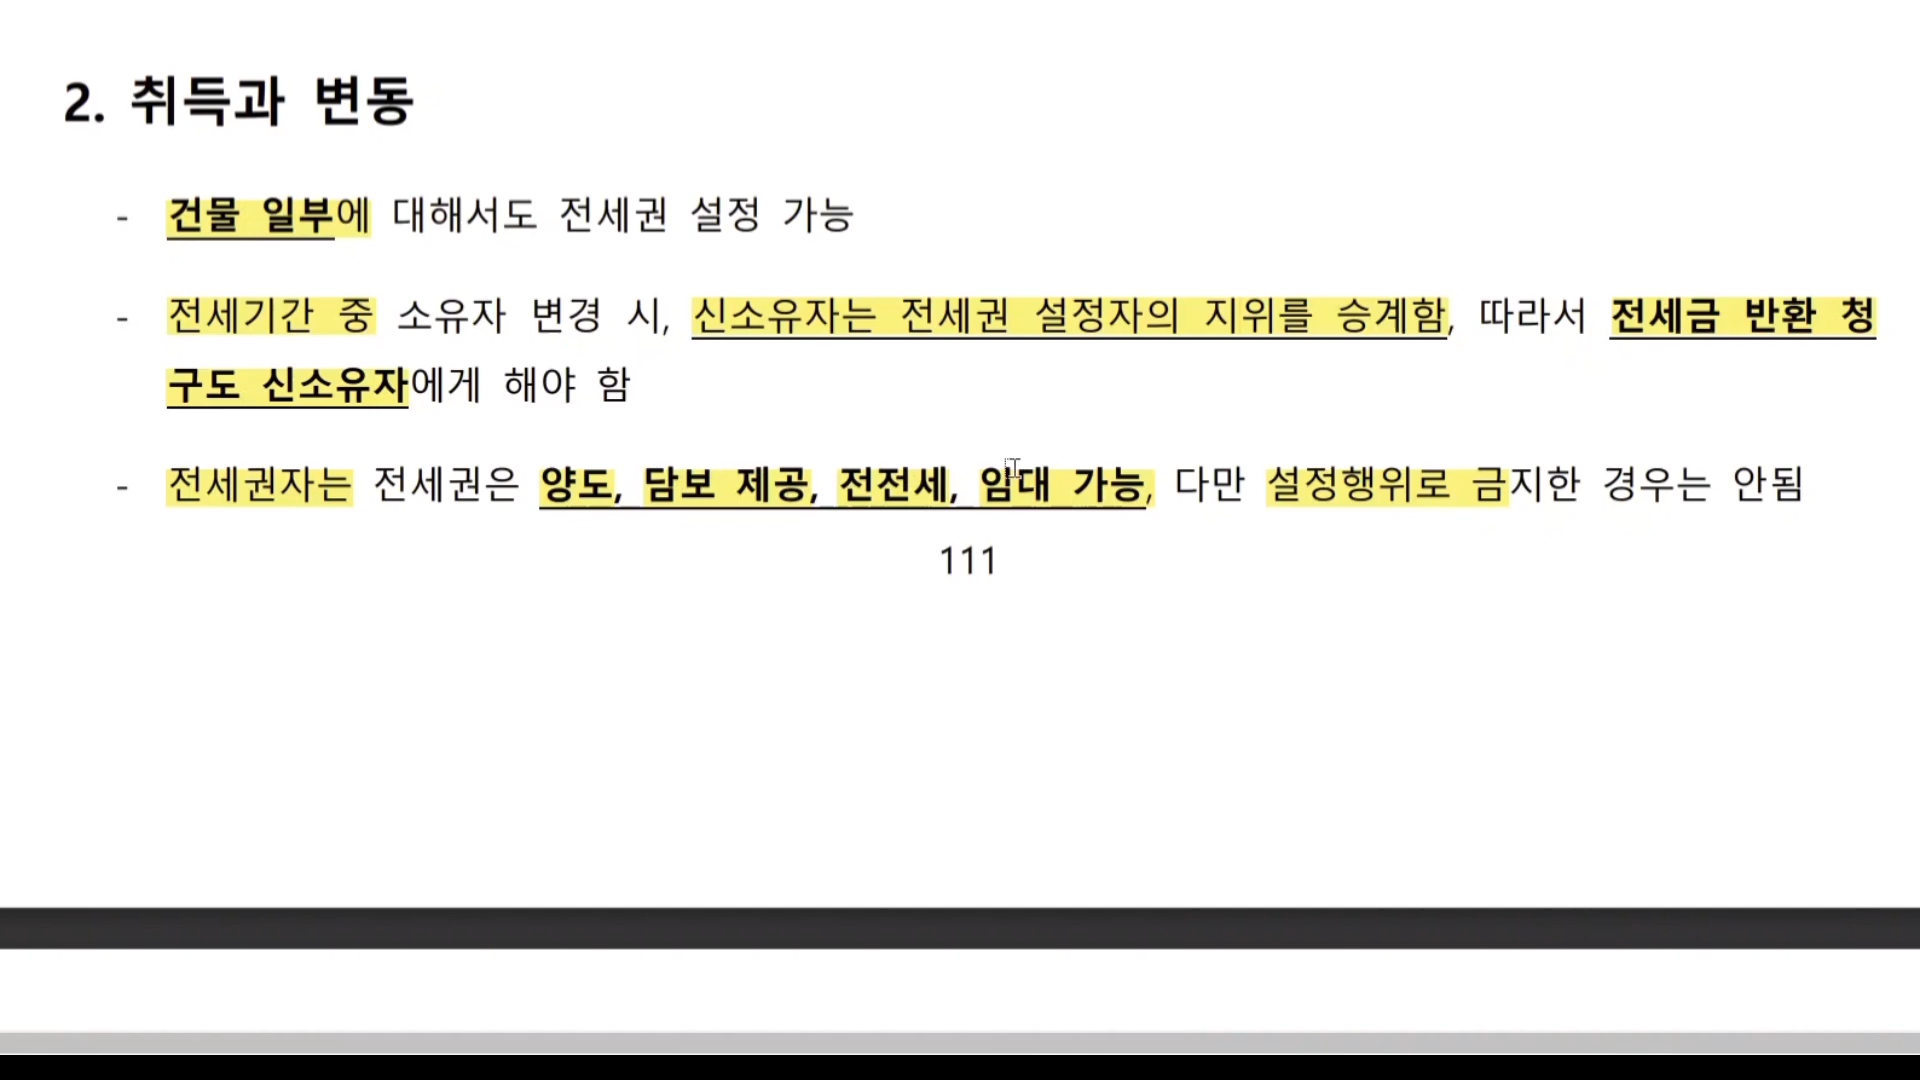 2. 취득과 변동
- 건물 일부에 대해서도 전세권 설정 가능
- 전세기간 중 소유자 변경 시, 신소유자는 전세권 설정자의 지위를 승계함, 따라서 전세금 반환 청
구도 신소유자에게 해야 함
- 전세권자는 전세권은 양도, 담보 제공, 전전세, 임대 가능, 다만 설정행위로 금지한 경우는 안됨
111